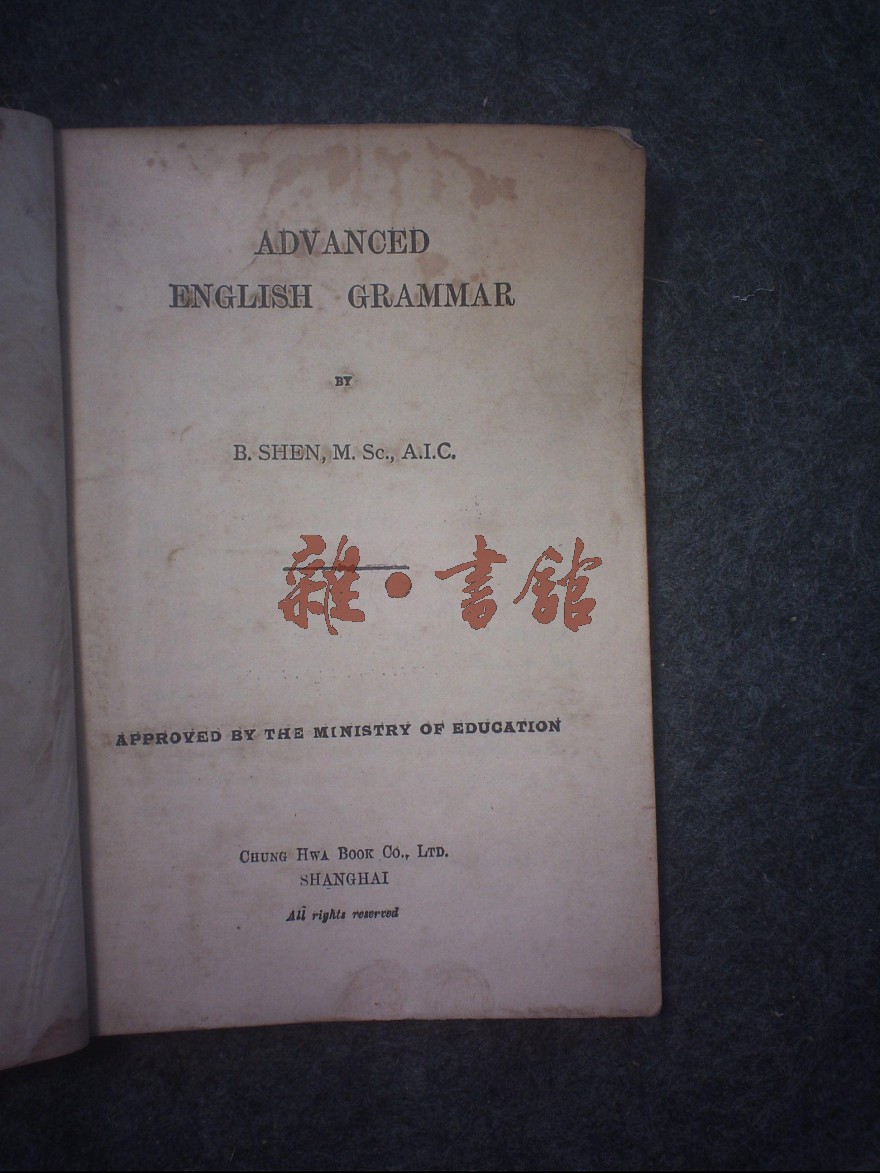 ADVANCED
ENGLISH GRAMMAR
BY
B. SHEN, M. Sc., A.I.C.
雜•書館
APPROVED BY THE MINISTRY OF EDUCATION
CHUNG HWA BOOK CO., LTD.
SHANGHAI
All rights reserved